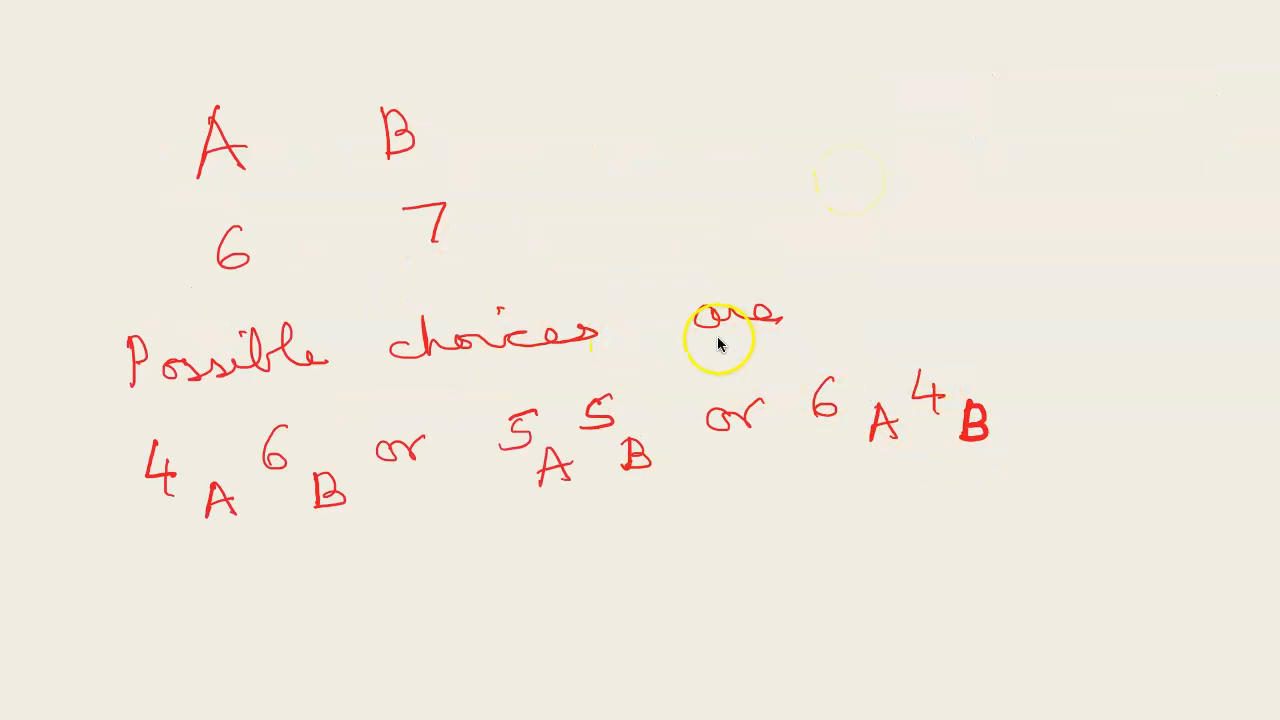 A B
6 7
Possible choices are
4 A 6 B or 5 A 5 B or 6 A 4 B